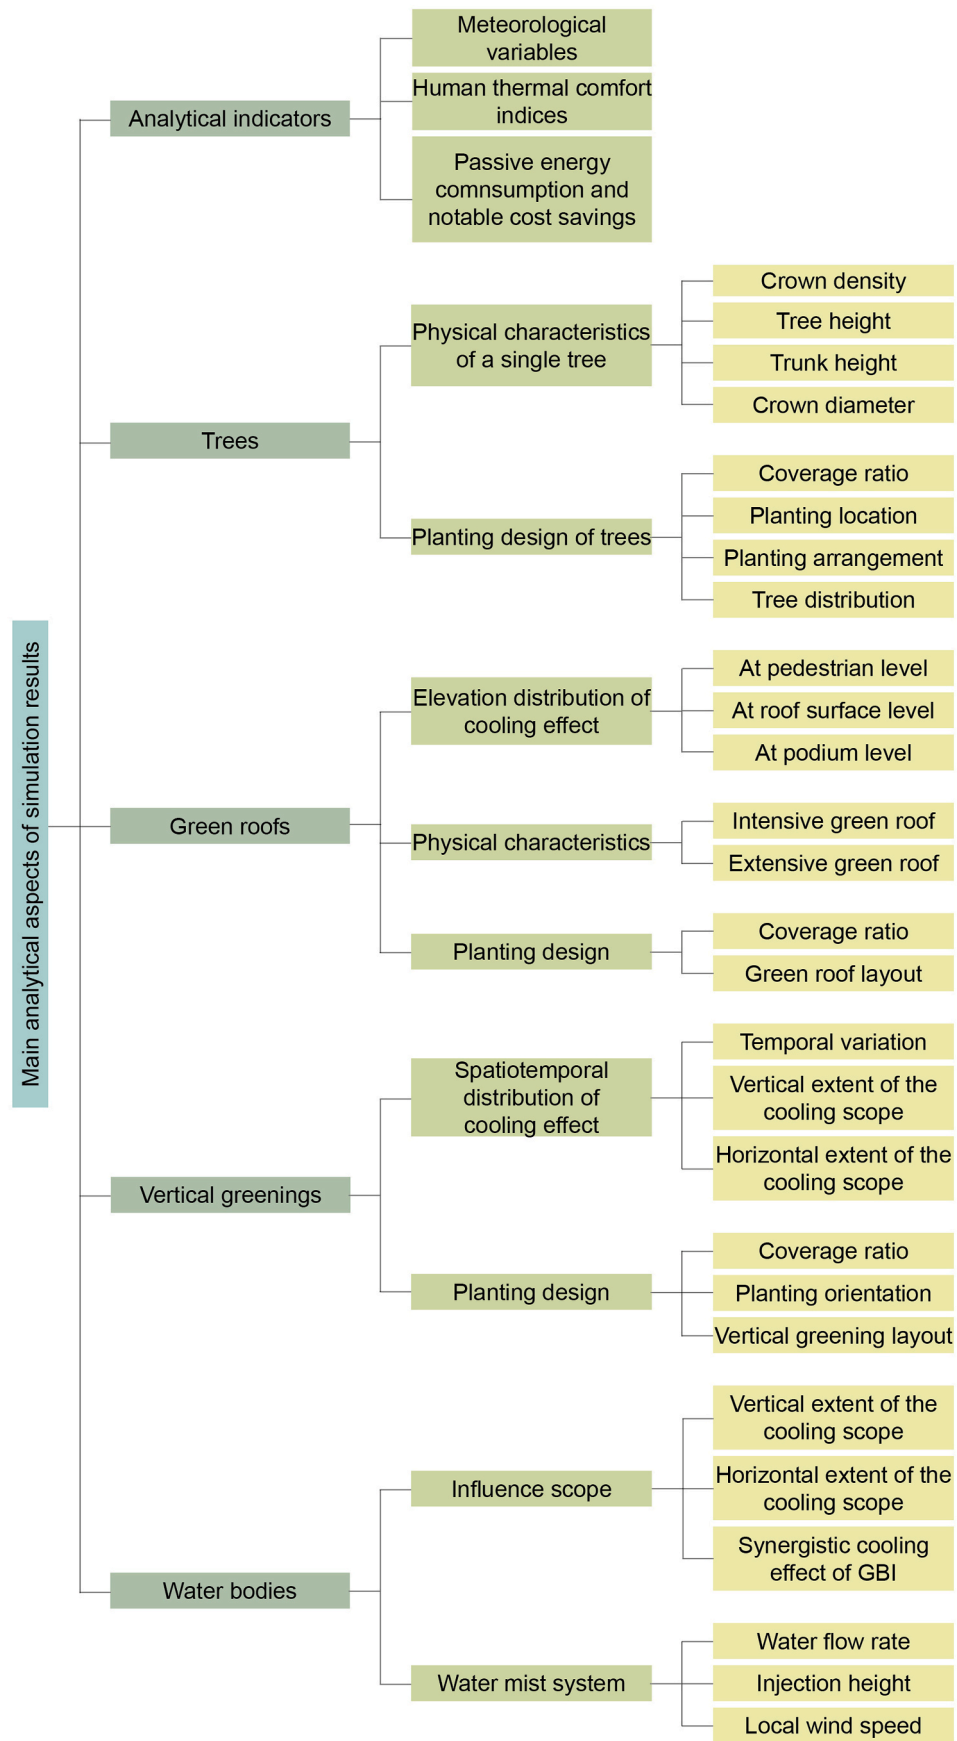 Main analytical aspects of simulation results
Analytical indicators
Meteorological
variables
Human thermal comfort
indices
Passive energy
comnsumption and
notable cost savings
Trees
Physical characteristics
of a single tree
Crown density
Tree height
Trunk height
Crown diameter
Planting design of trees
Coverage ratio
Planting location
Planting arrangement
Tree distribution
Green roofs
Elevation distribution of
cooling effect
At pedestrian level
At roof surface level
At podium level
Physical characteristics
Intensive green roof
Extensive green roof
Planting design
Coverage ratio
Green roof layout
Vertical greenings
Spatiotemporal
distribution of
cooling effect
Temporal variation
Vertical extent of the
cooling scope
Horizontal extent of the
cooling scope
Planting design
Coverage ratio
Planting orientation
Vertical greening layout
Water bodies
Influence scope
Vertical extent of the
cooling scope
Horizontal extent of the
cooling scope
Synergistic cooling
effect of GBI
Water mist system
Water flow rate
Injection height
Local wind speed